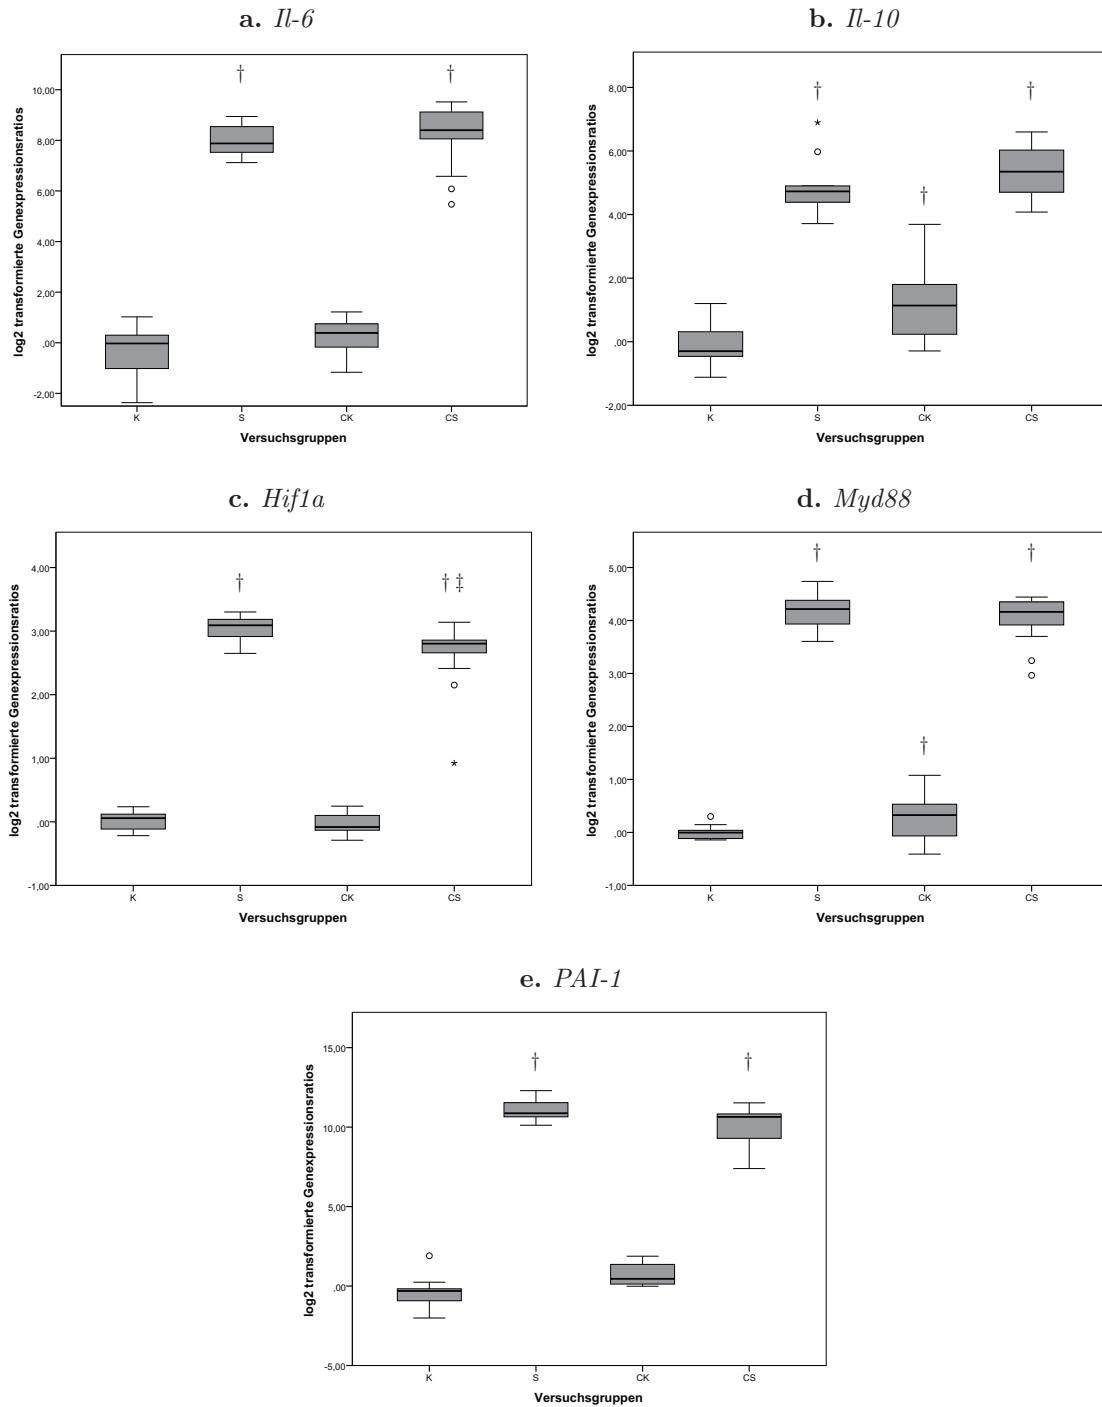 a. Il-6
†
†
10,00
8,00
6,00
4,00
2,00
,00
-2,00
log2 transformierte Genexpressionsratios
K S CK CS
Versuchsgruppen
b. Il-10
†
†
†
*
8,00
6,00
4,00
2,00
,00
-2,00
log2 transformierte Genexpressionsratios
K S CK CS
Versuchsgruppen
c. Hif1a
†
† ‡
*
4,00
3,00
2,00
1,00
,00
-1,00
log2 transformierte Genexpressionsratios
K S CK CS
Versuchsgruppen
d. Myd88
†
†
†
5,00
4,00
3,00
2,00
1,00
,00
-1,00
log2 transformierte Genexpressionsratios
K S CK CS
Versuchsgruppen
e. PAI-1
†
†
15,00
10,00
5,00
,00
-5,00
log2 transformierte Genexpressionsratios
K S CK CS
Versuchsgruppen